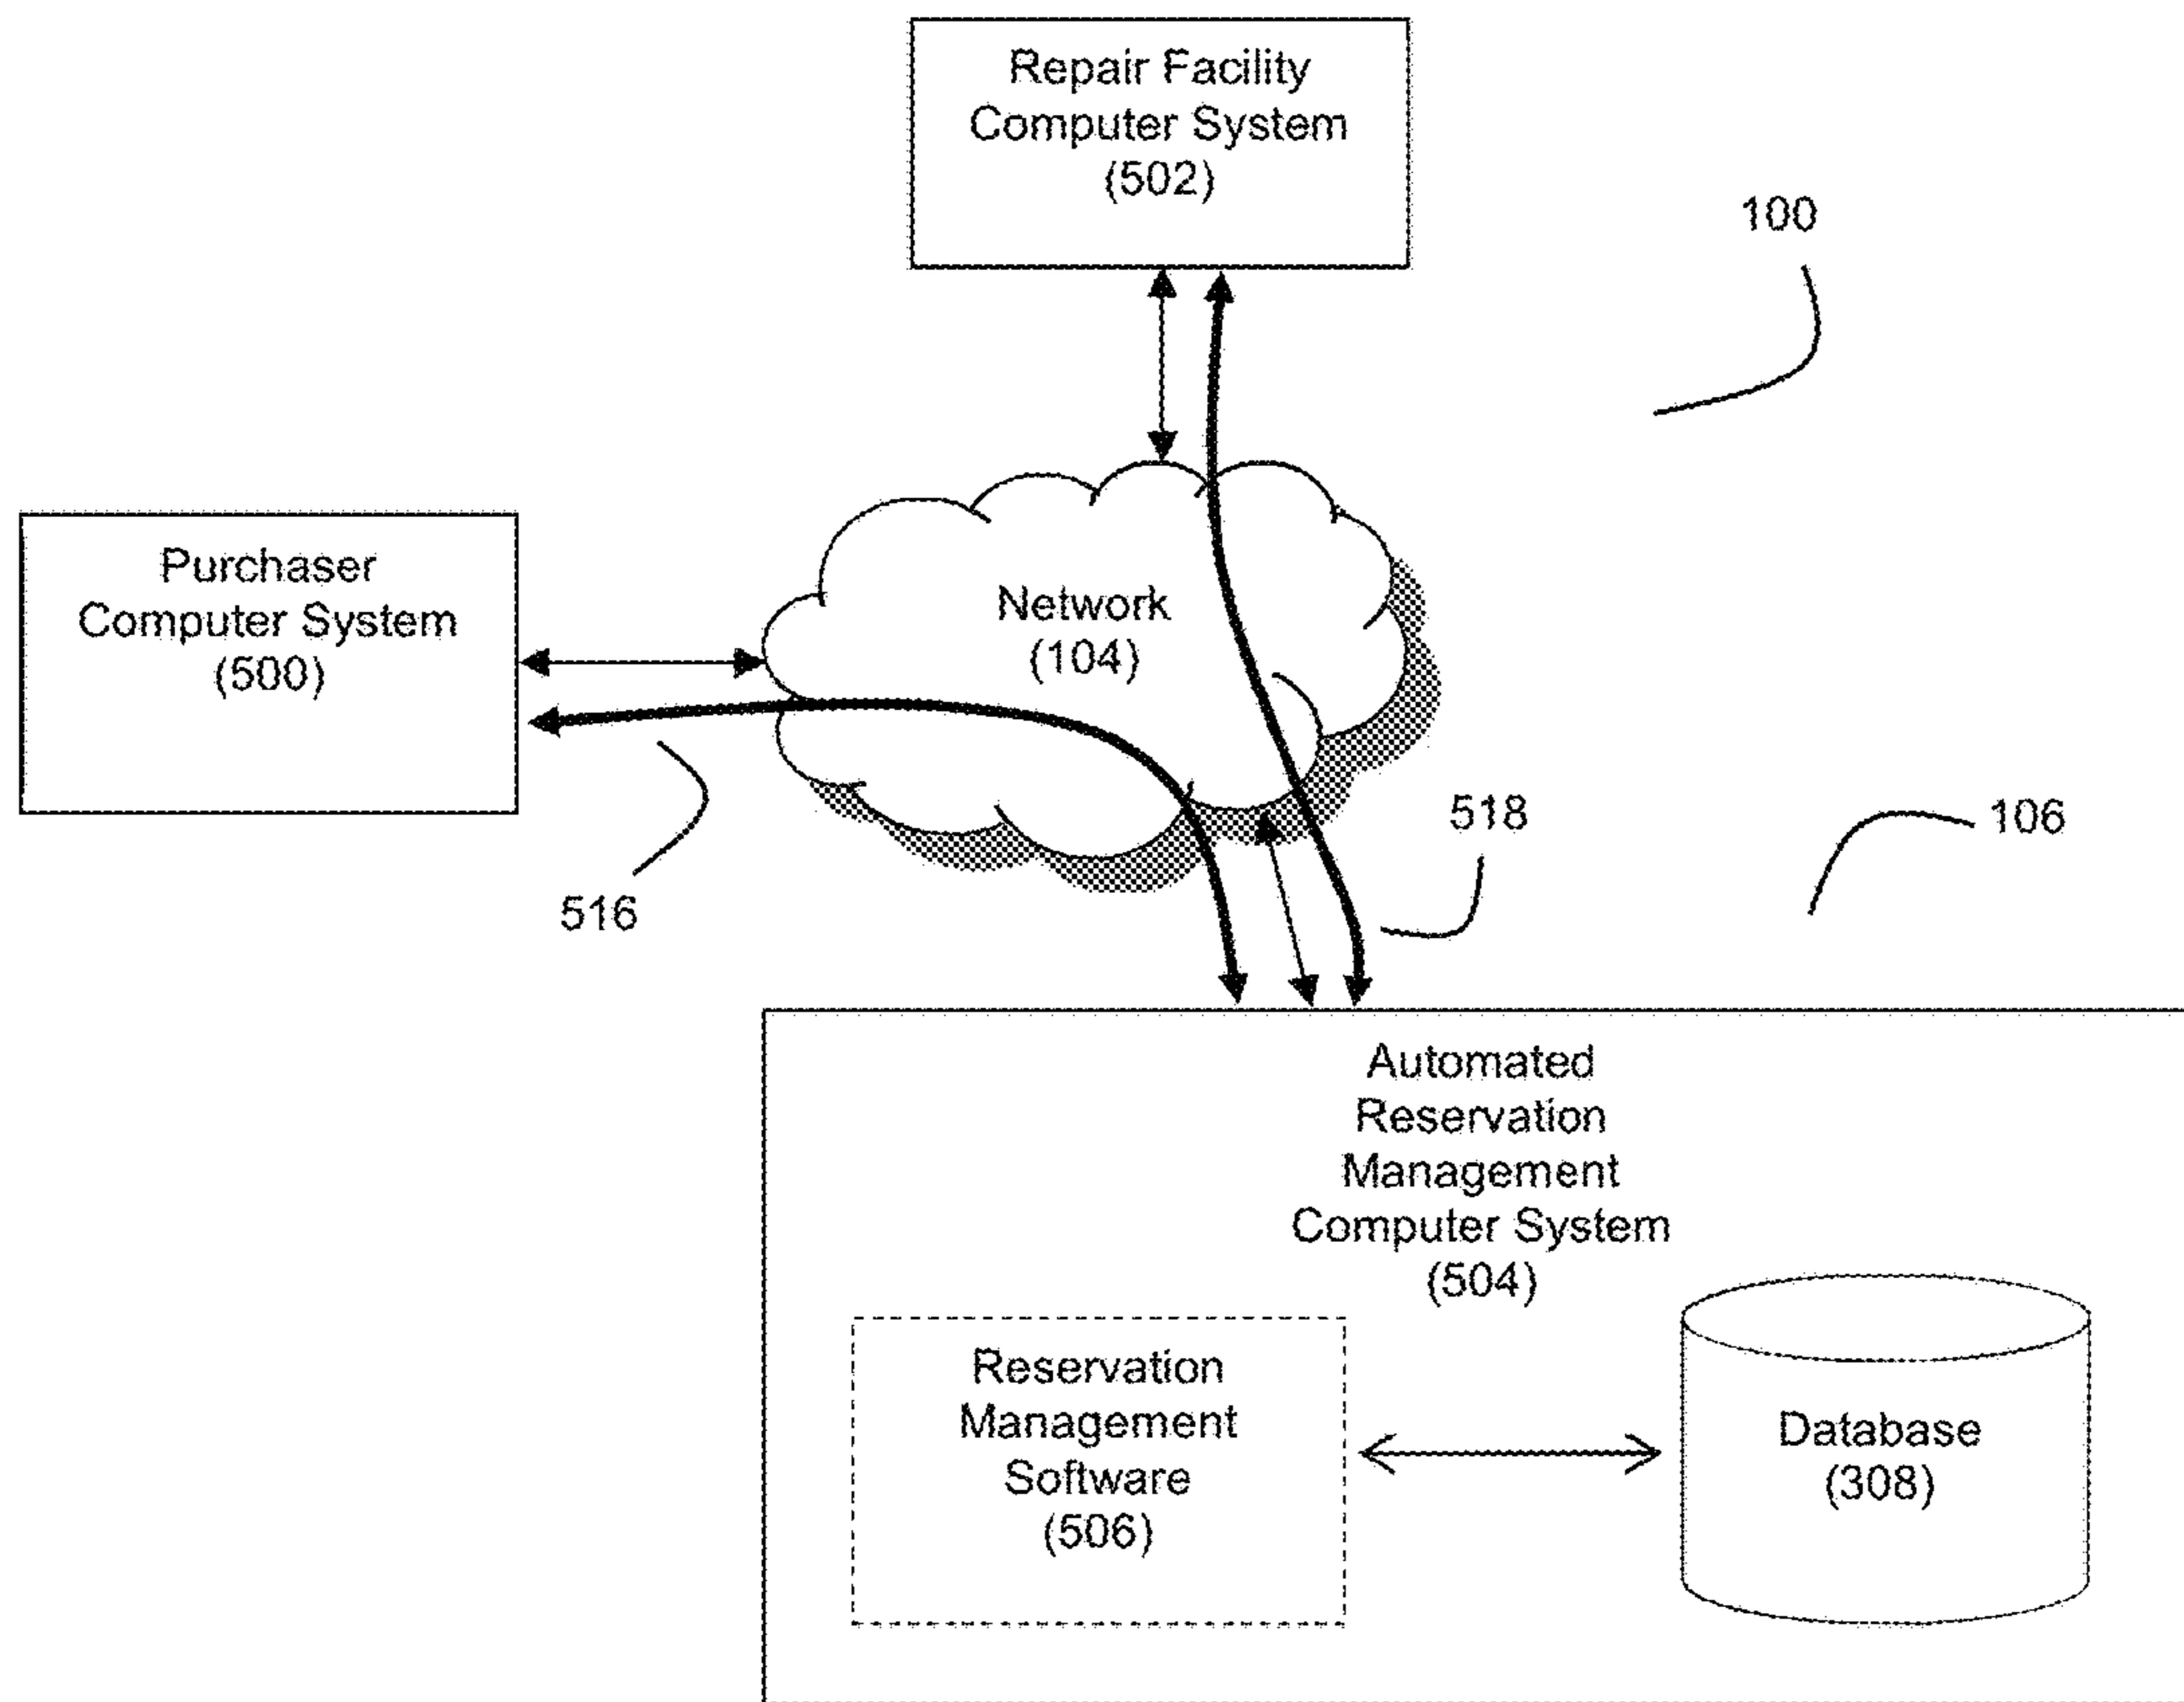 Repair Facility
Computer System
(502)
100
Purchaser
Computer System
(500)
Network
(104)
516
518
106
Automated
Reservation
Management
Computer System
(504)
Reservation
Management
Software
(506)
Database
(308)